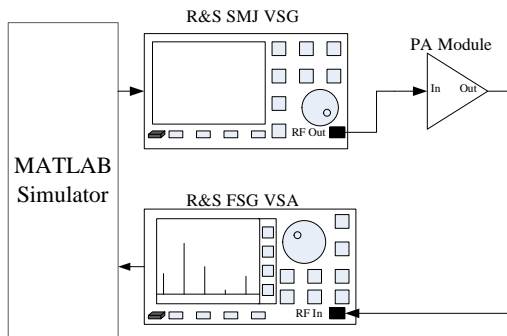 R&S SMJ VSG
PA Module
In
Out
RF Out
MATLAB
Simulator
R&S FSG VSA
RF In